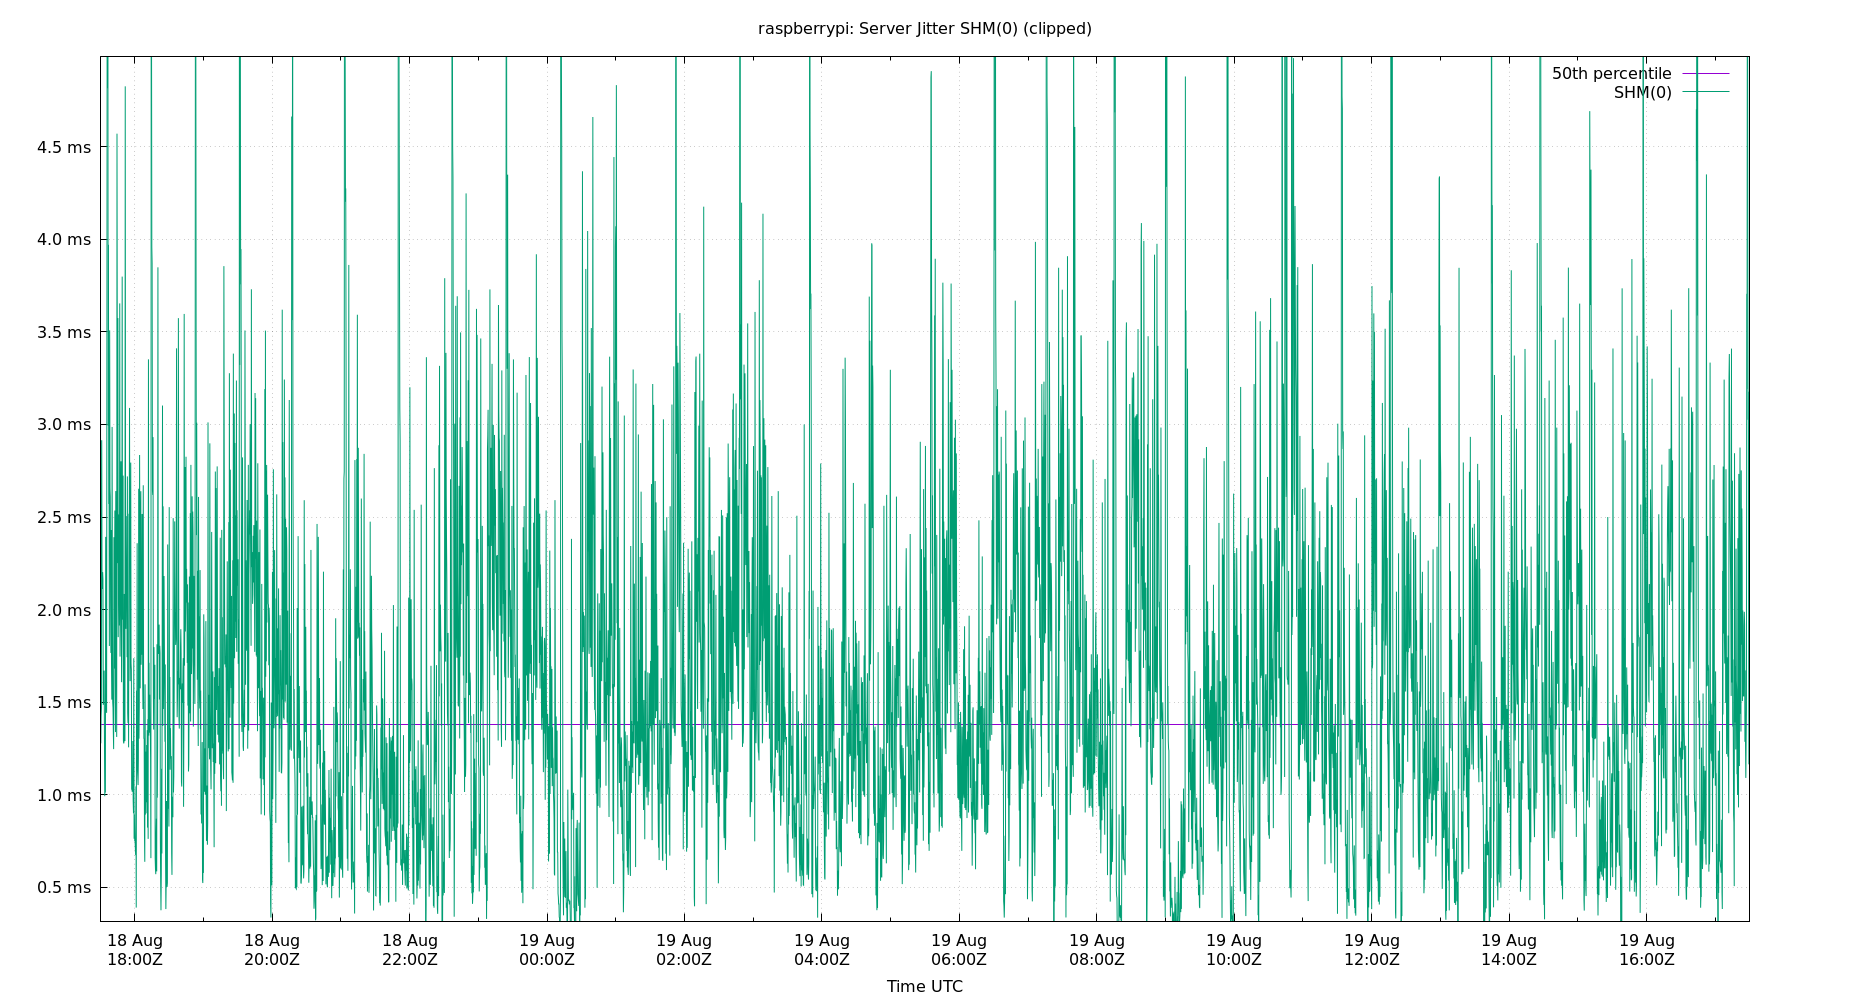 raspberrypi: Server Jitter SHM(0) (clipped)
50th percentile
SHM(0)
4.5 ms
4.0 ms
3.5 ms
3.0 ms
2.5 ms
2.0 ms
1.5 ms
1.0 ms
0.5 ms
18 Aug 18 Aug 18 Aug 19 Aug 19 Aug 19 Aug 19 Aug 19 Aug 19 Aug 19 Aug 19 Aug 19 Aug
18:00Z 20:00Z 22:00Z 00:00Z 02:00Z 04:00Z 06:00Z 08:00Z 10:00Z 12:00Z 14:00Z 16:00Z
Time UTC